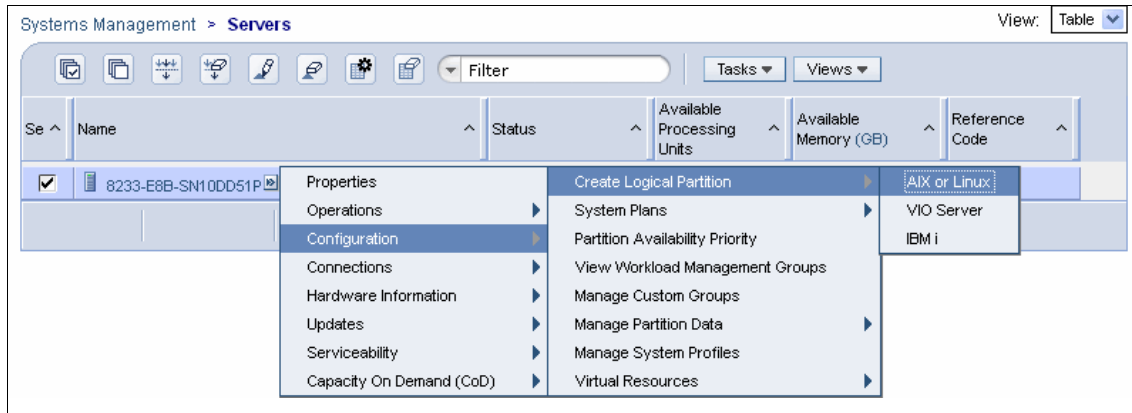 Systems Management > Servers
View: Table
Filter
Tasks
Views
Se
Name
Status
Available
Processing
Units
Available
Memory (GB)
Reference
Code
8233-E8B-SN10DD51P
Properties
Operations
Configuration
Connections
Hardware Information
Updates
Serviceability
Capacity On Demand (CoD)
Create Logical Partition
System Plans
Partition Availability Priority
View Workload Management Groups
Manage Custom Groups
Manage Partition Data
Manage System Profiles
Virtual Resources
AIX or Linux
VIO Server
IBM i